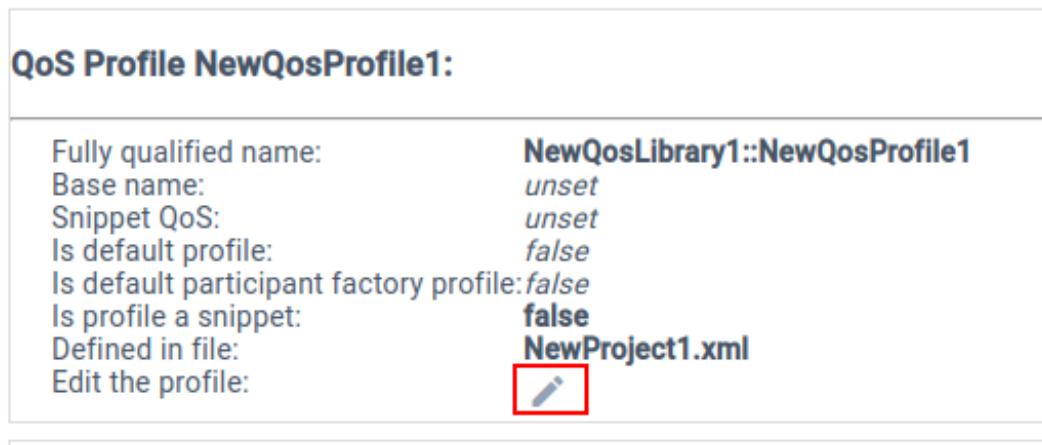 QoS Profile NewQosProfile1:
Fully qualified name: NewQosLibrary1::NewQosProfile1
Base name: unset
Snippet QoS: unset
Is default profile: false
Is default participant factory profile: false
Is profile a snippet: false
Defined in file: NewProject1.xml
Edit the profile: